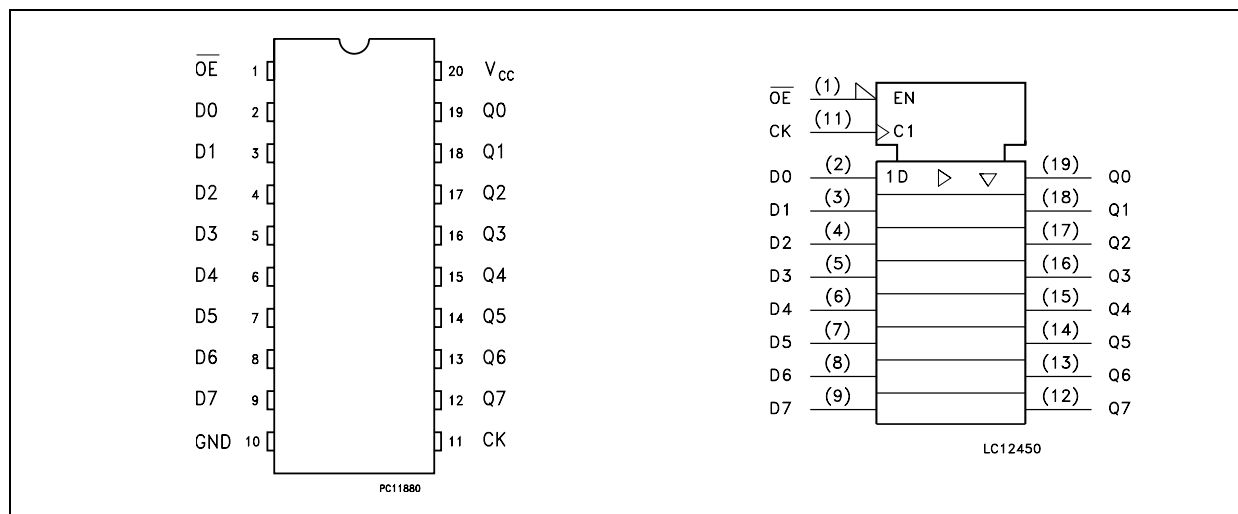 O̅E̅ 1 20 VCC
D0 2 19 Q0
D1 3 18 Q1
D2 4 17 Q2
D3 5 16 Q3
D4 6 15 Q4
D5 7 14 Q5
D6 8 13 Q6
D7 9 12 Q7
GND 10 11 CK
PC11880
O̅E̅ (1) EN
CK (11) C1
D0 (2) 1D (19) Q0
D1 (3) (18) Q1
D2 (4) (17) Q2
D3 (5) (16) Q3
D4 (6) (15) Q4
D5 (7) (14) Q5
D6 (8) (13) Q6
D7 (9) (12) Q7
LC12450